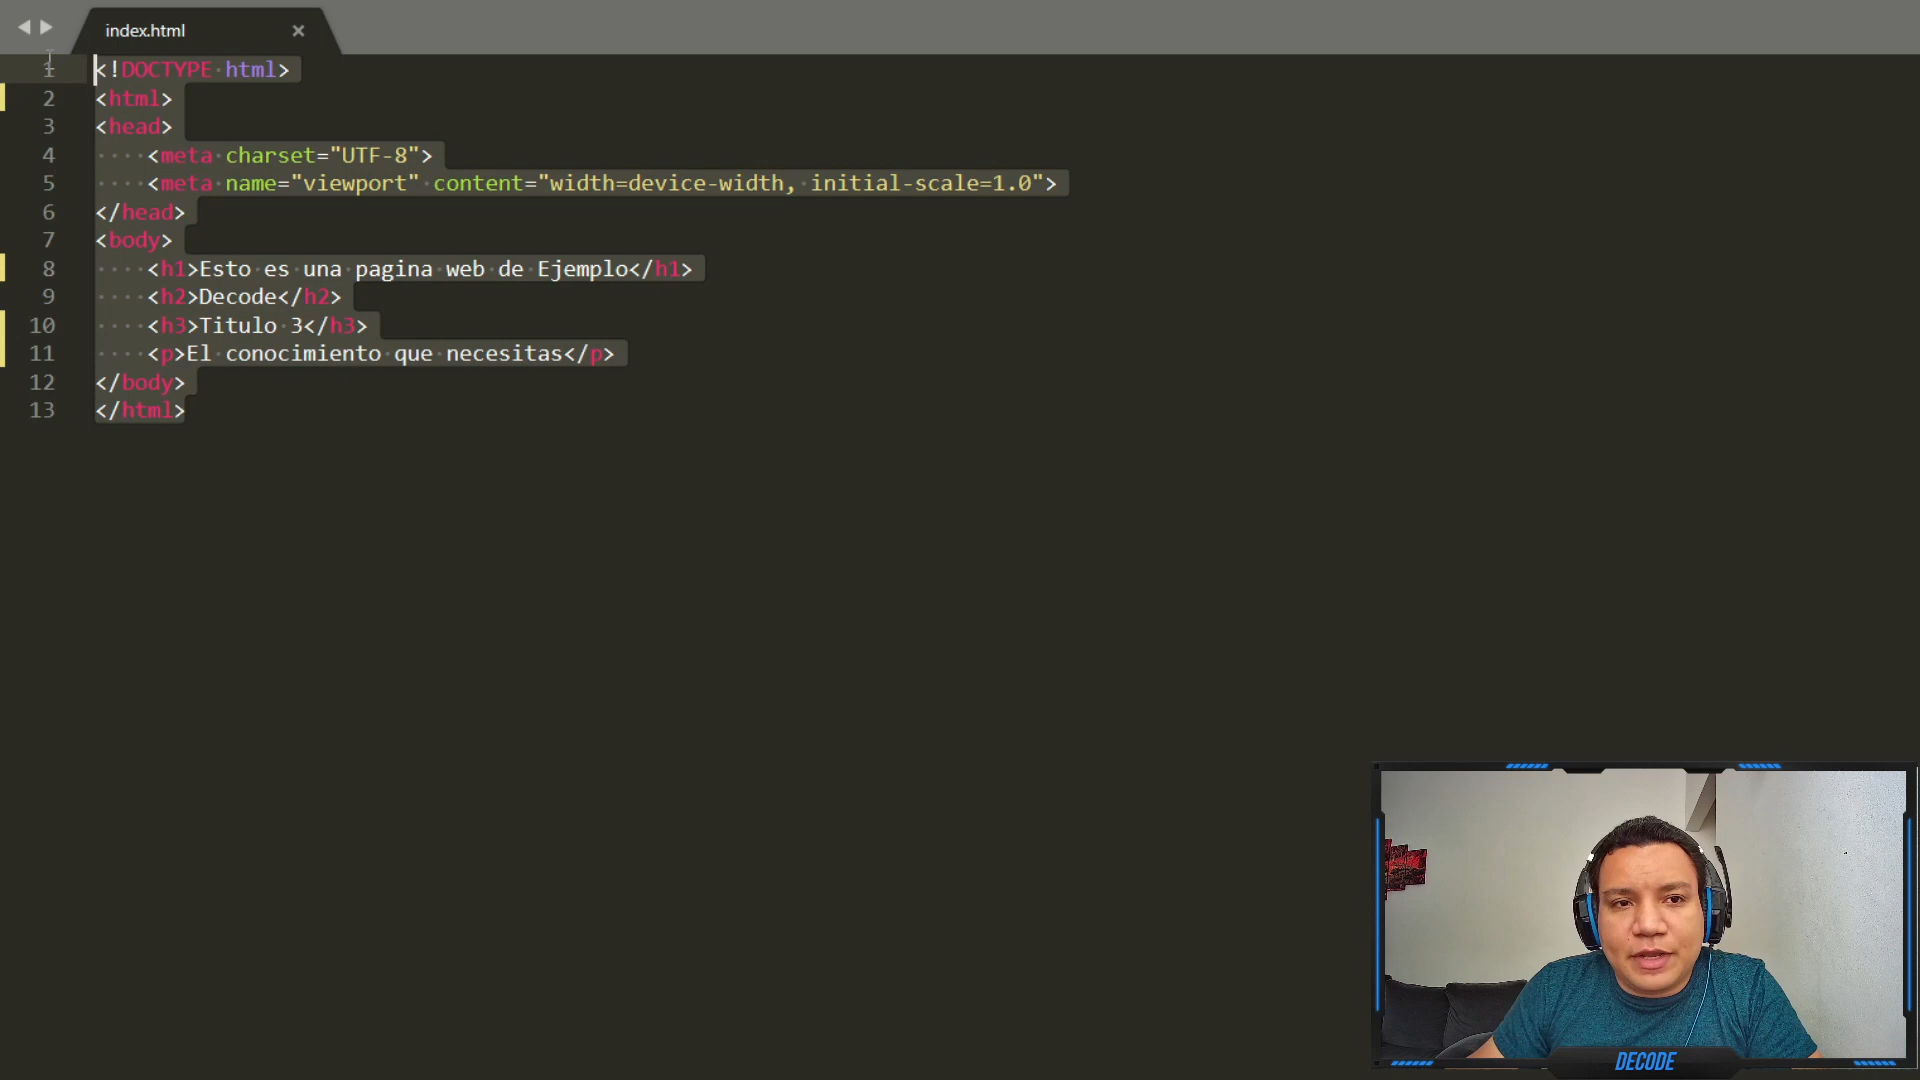 index.html ×
1 <!DOCTYPE html>
2 <html>
3 <head>
4     <meta charset="UTF-8">
5     <meta name="viewport" content="width=device-width, initial-scale=1.0">
6 </head>
7 <body>
8     <h1>Esto es una pagina web de Ejemplo</h1>
9     <h2>Decode</h2>
10     <h3>Titulo 3</h3>
11     <p>El conocimiento que necesitas</p>
12 </body>
13 </html>
DECODE